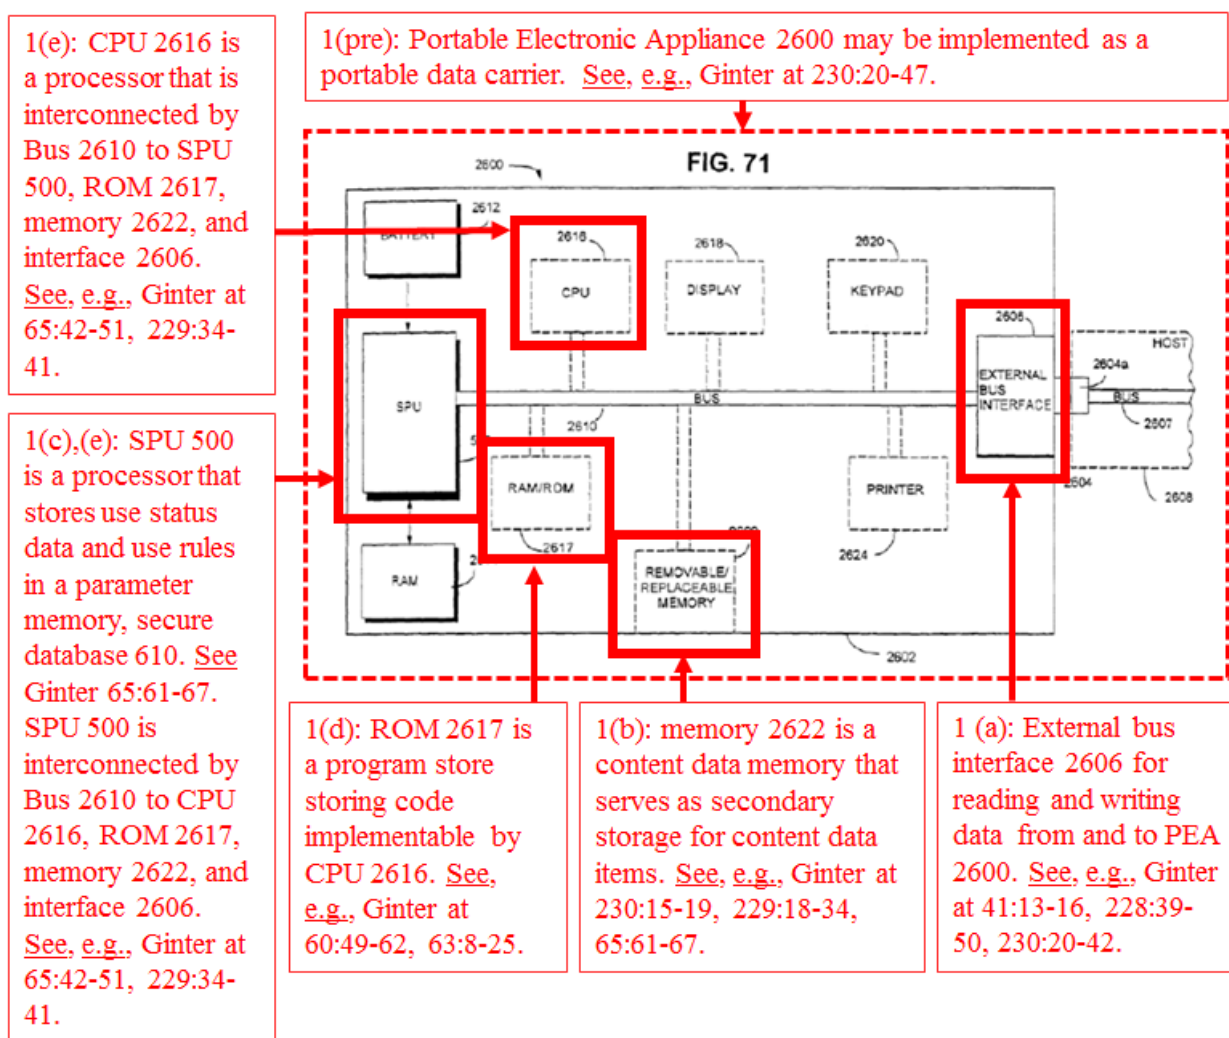 1(e): CPU 2616 is
a processor that is
interconnected by
Bus 2610 to SPU
500, ROM 2617,
memory 2622, and
interface 2606.
See, e.g., Ginter at
65:42-51, 229:34-
41.
1(pre): Portable Electronic Appliance 2600 may be implemented as a
portable data carrier. See, e.g., Ginter at 230:20-47.
FIG. 71
2600
2612
BATTERY
2616
CPU
2618
DISPLAY
2620
KEYPAD
2606
EXTERNAL
BUS
INTERFACE
HOST
2604a
BUS
2607
2604
2608
SPU
BUS
2610
RAM/ROM
2617
PRINTER
2624
RAM
REMOVABLE/
REPLACEABLE
MEMORY
2602
1(c),(e): SPU 500
is a processor that
stores use status
data and use rules
in a parameter
memory, secure
database 610. See
Ginter 65:61-67.
SPU 500 is
interconnected by
Bus 2610 to CPU
2616, ROM 2617,
memory 2622, and
interface 2606.
See, e.g., Ginter at
65:42-51, 229:34-
41.
1(d): ROM 2617 is
a program store
storing code
implementable by
CPU 2616. See,
e.g., Ginter at
60:49-62, 63:8-25.
1(b): memory 2622 is a
content data memory that
serves as secondary
storage for content data
items. See, e.g., Ginter at
230:15-19, 229:18-34,
65:61-67.
1 (a): External bus
interface 2606 for
reading and writing
data from and to PEA
2600. See, e.g., Ginter
at 41:13-16, 228:39-
50, 230:20-42.